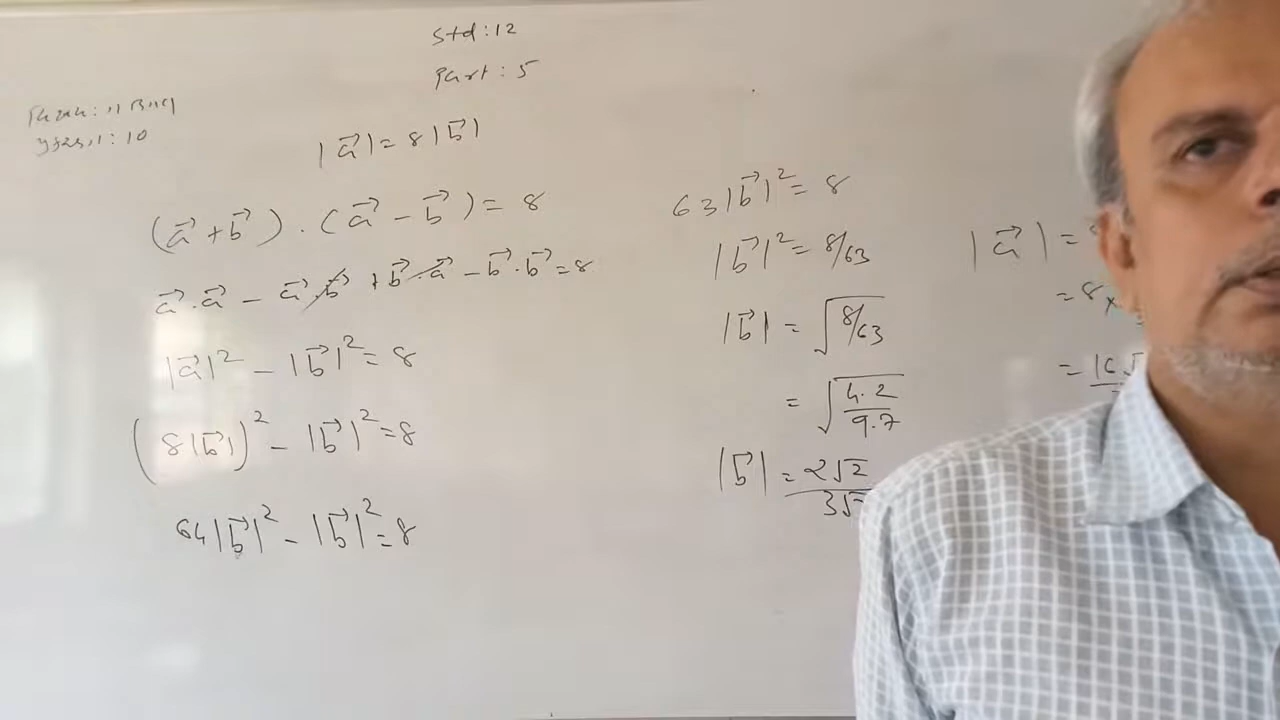 Std: 12
Part: 5
: 10
|a⃗| = 8 |b⃗|
(a⃗ + b⃗) . (a⃗ - b⃗) = 8
a⃗ . a⃗ - a⃗ . b⃗ + b⃗ . a⃗ - b⃗ . b⃗ = 8
|a⃗|² - |b⃗|² = 8
(8|b⃗|)² - |b⃗|² = 8
64|b⃗|² - |b⃗|² = 8
63|b⃗|² = 8
|b⃗|² = 8/63
|b⃗| = √8/63
= √4.2/9.7
|b⃗| = 2√2/3√
|a⃗| =
= 8 ×
= 16√